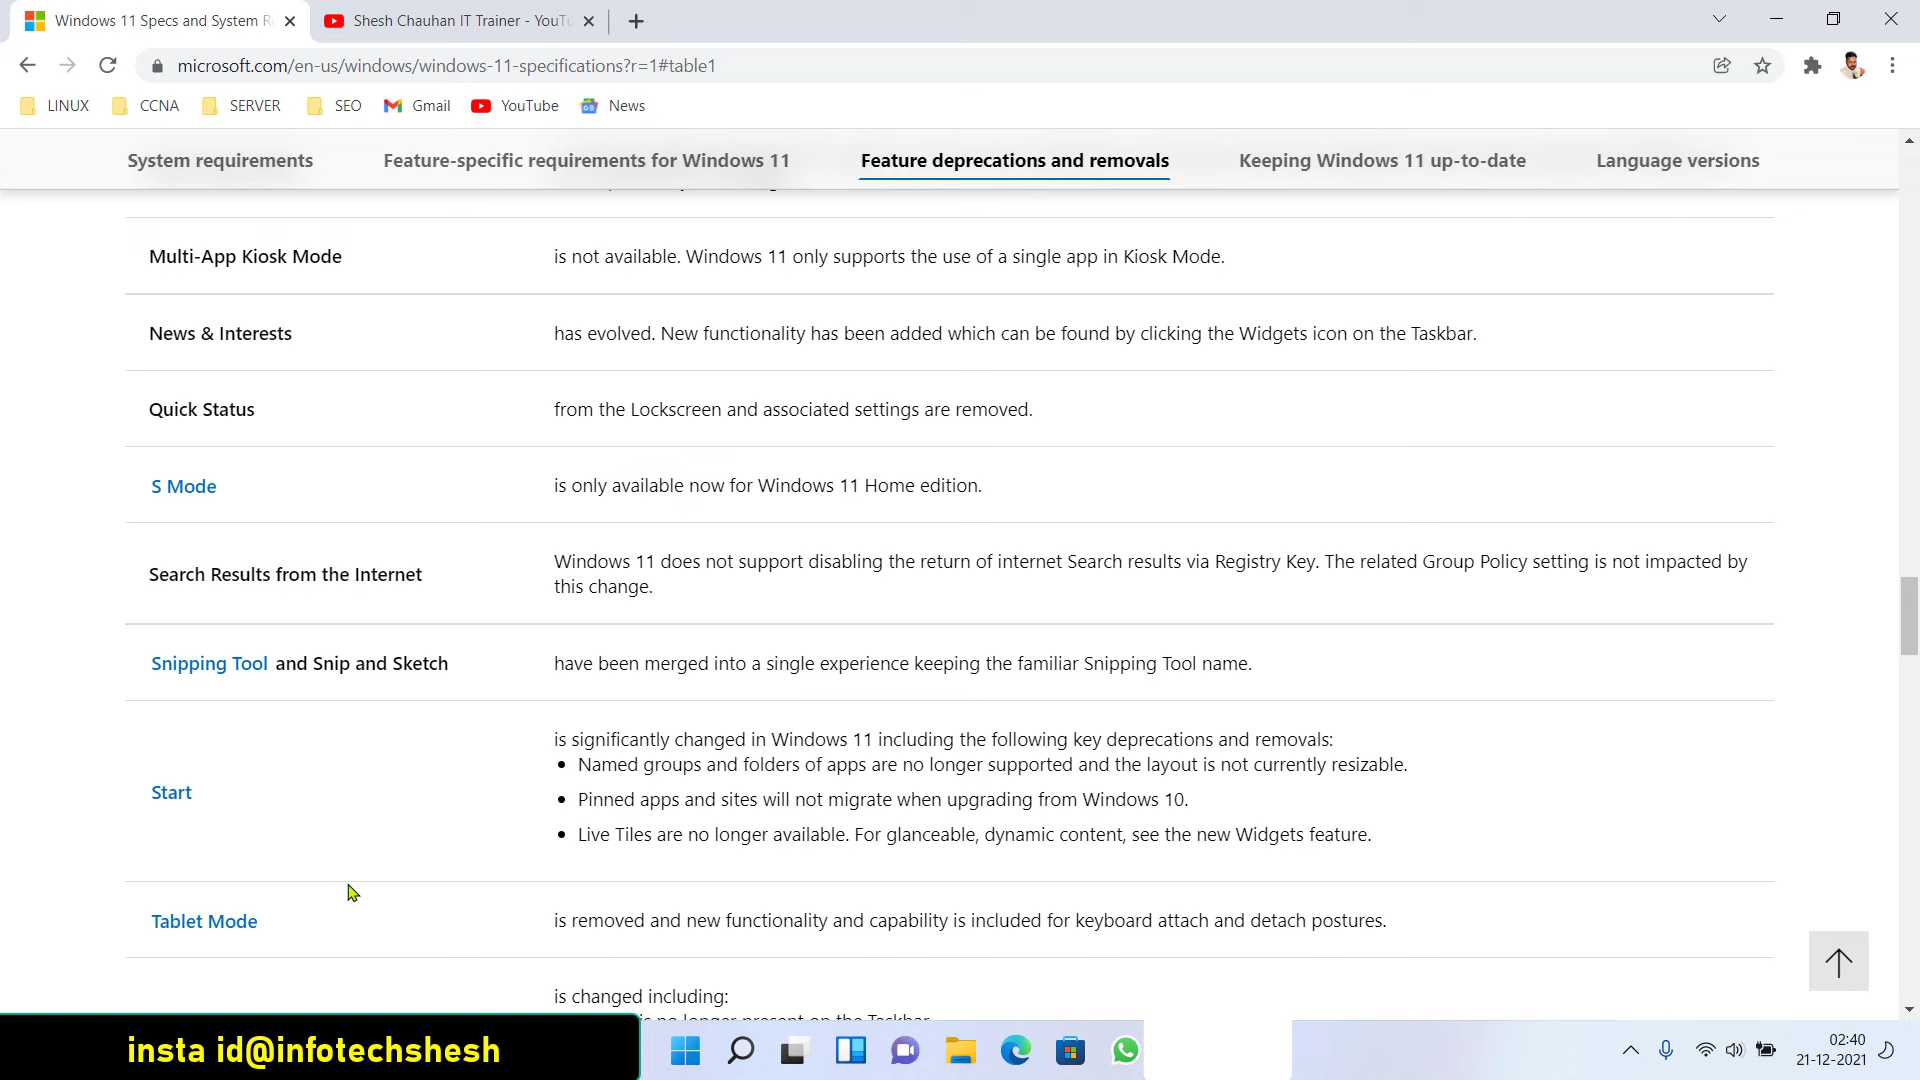 Windows 11 Specs and System R
Shesh Chauhan IT Trainer - YouTu
microsoft.com/en-us/windows/windows-11-specifications?r=1#table1
LINUX
CCNA
SERVER
SEO
Gmail
YouTube
News
System requirements
Feature-specific requirements for Windows 11
Feature deprecations and removals
Keeping Windows 11 up-to-date
Language versions
Multi-App Kiosk Mode
is not available. Windows 11 only supports the use of a single app in Kiosk Mode.
News & Interests
has evolved. New functionality has been added which can be found by clicking the Widgets icon on the Taskbar.
Quick Status
from the Lockscreen and associated settings are removed.
S Mode
is only available now for Windows 11 Home edition.
Search Results from the Internet
Windows 11 does not support disabling the return of internet Search results via Registry Key. The related Group Policy setting is not impacted by
this change.
Snipping Tool and Snip and Sketch
have been merged into a single experience keeping the familiar Snipping Tool name.
Start
is significantly changed in Windows 11 including the following key deprecations and removals:
• Named groups and folders of apps are no longer supported and the layout is not currently resizable.
• Pinned apps and sites will not migrate when upgrading from Windows 10.
• Live Tiles are no longer available. For glanceable, dynamic content, see the new Widgets feature.
Tablet Mode
is removed and new functionality and capability is included for keyboard attach and detach postures.
is changed including:
is no longer present on the Taskbar
insta id@infotechshesh
02:40
21-12-2021